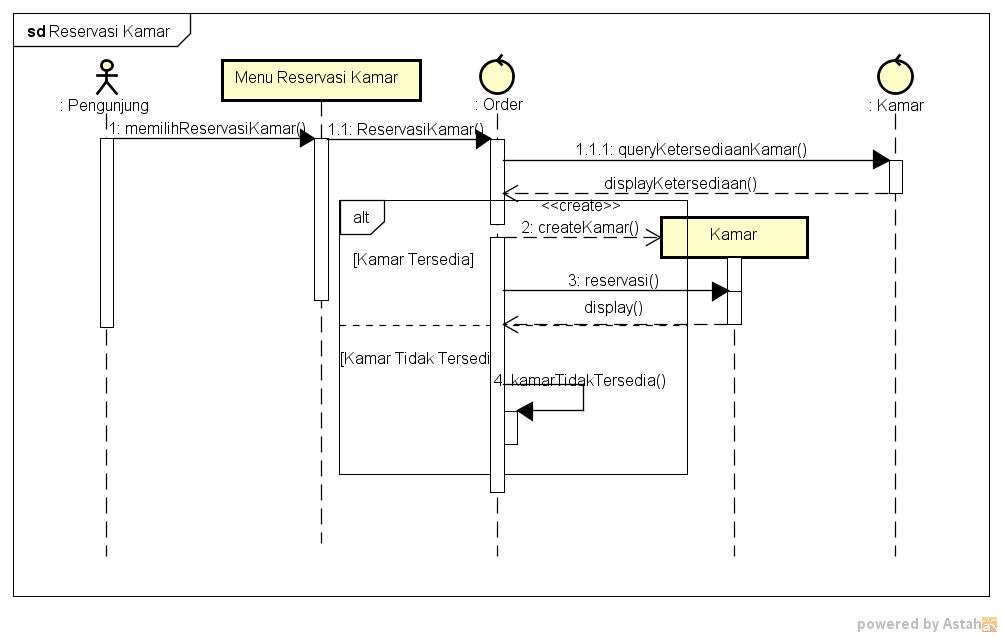 sd Reservasi Kamar
: Pengunjung
Menu Reservasi Kamar
: Order
: Kamar
1: memilihReservasiKamar()
1.1: ReservasiKamar()
1.1.1: queryKetersediaanKamar()
displayKetersediaan()
<<create>>
alt
2: createKamar()
Kamar
[Kamar Tersedia]
3: reservasi()
display()
[Kamar Tidak Tersedi
4: kamarTidakTersedia()
powered by Astah